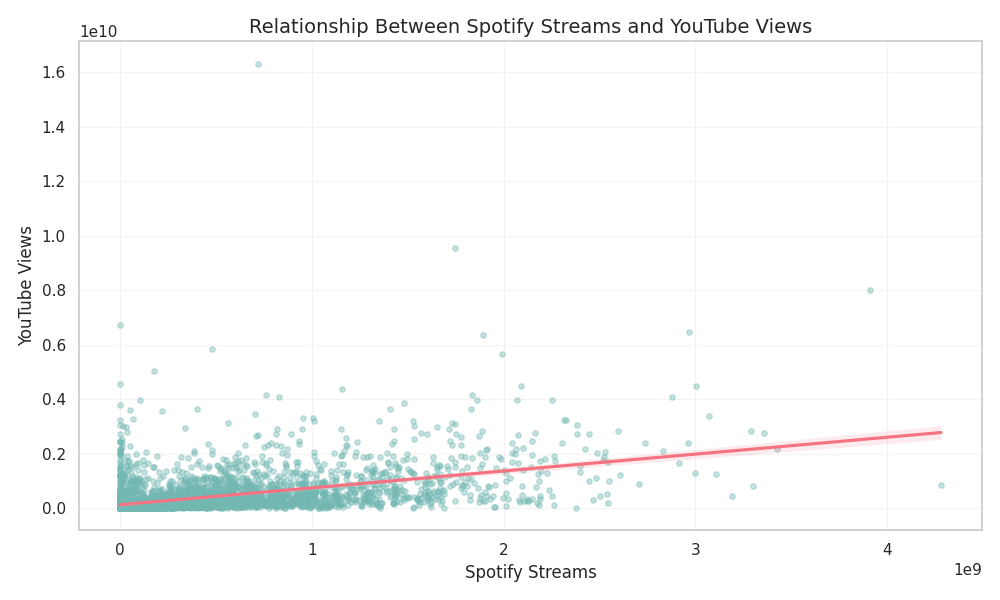 Relationship Between Spotify Streams and YouTube Views
1e10
1.6
1.4
1.2
1.0
0.8
0.6
0.4
0.2
0.0
YouTube Views
0 1 2 3 4
1e9
Spotify Streams